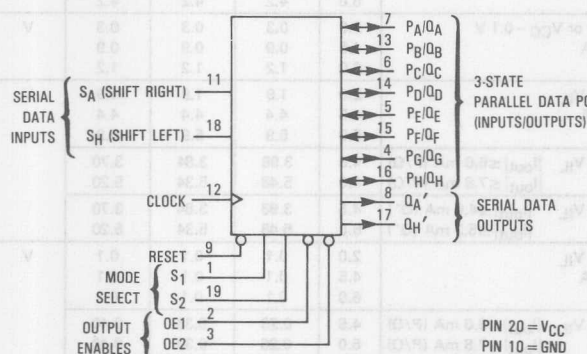 7 PA/QA
13 PB/QB
6 PC/QC
14 PD/QD
5 PE/QE
15 PF/QF
4 PG/QG
16 PH/QH
3-STATE
PARALLEL DATA PO
(INPUTS/OUTPUTS)
8 QA'
17 QH'
SERIAL DATA
OUTPUTS
SERIAL
DATA
INPUTS
SA (SHIFT RIGHT) 11
SH (SHIFT LEFT) 18
CLOCK 12
RESET 9
MODE
SELECT
S1 1
S2 19
OUTPUT
ENABLES
OE1 2
OE2 3
PIN 20 = VCC
PIN 10 = GND